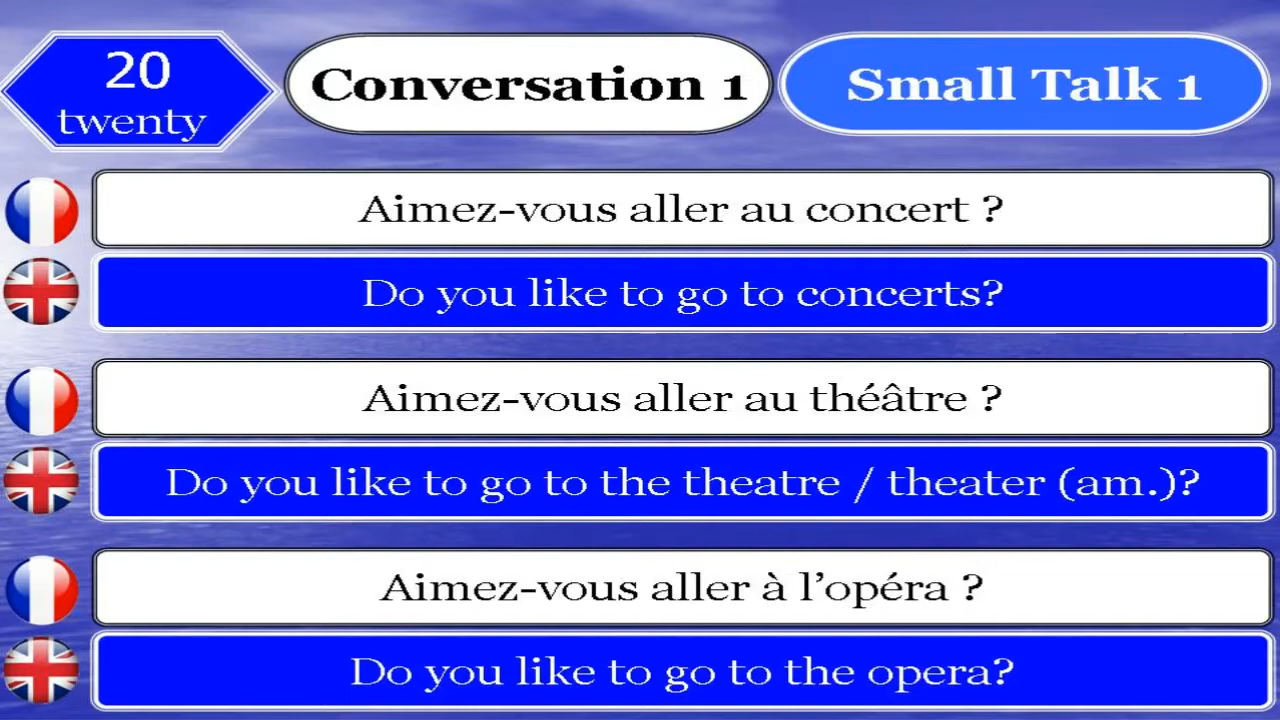 20
twenty
Conversation 1
Small Talk 1
Aimez-vous aller au concert ?
Do you like to go to concerts?
Aimez-vous aller au théâtre ?
Do you like to go to the theatre / theater (am.)?
Aimez-vous aller à l’opéra ?
Do you like to go to the opera?